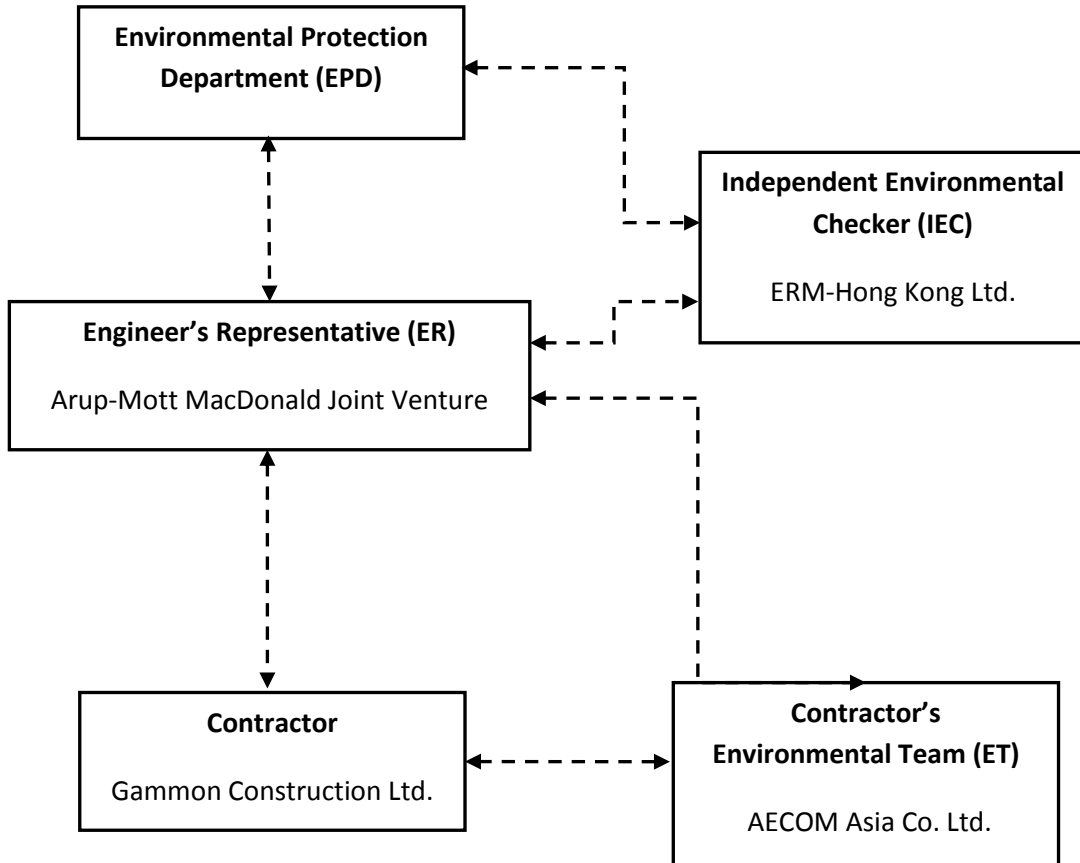 Environmental Protection
Department (EPD)
Independent Environmental
Checker (IEC)
ERM-Hong Kong Ltd.
Engineer’s Representative (ER)
Arup-Mott MacDonald Joint Venture
Contractor
Gammon Construction Ltd.
Contractor’s
Environmental Team (ET)
AECOM Asia Co. Ltd.